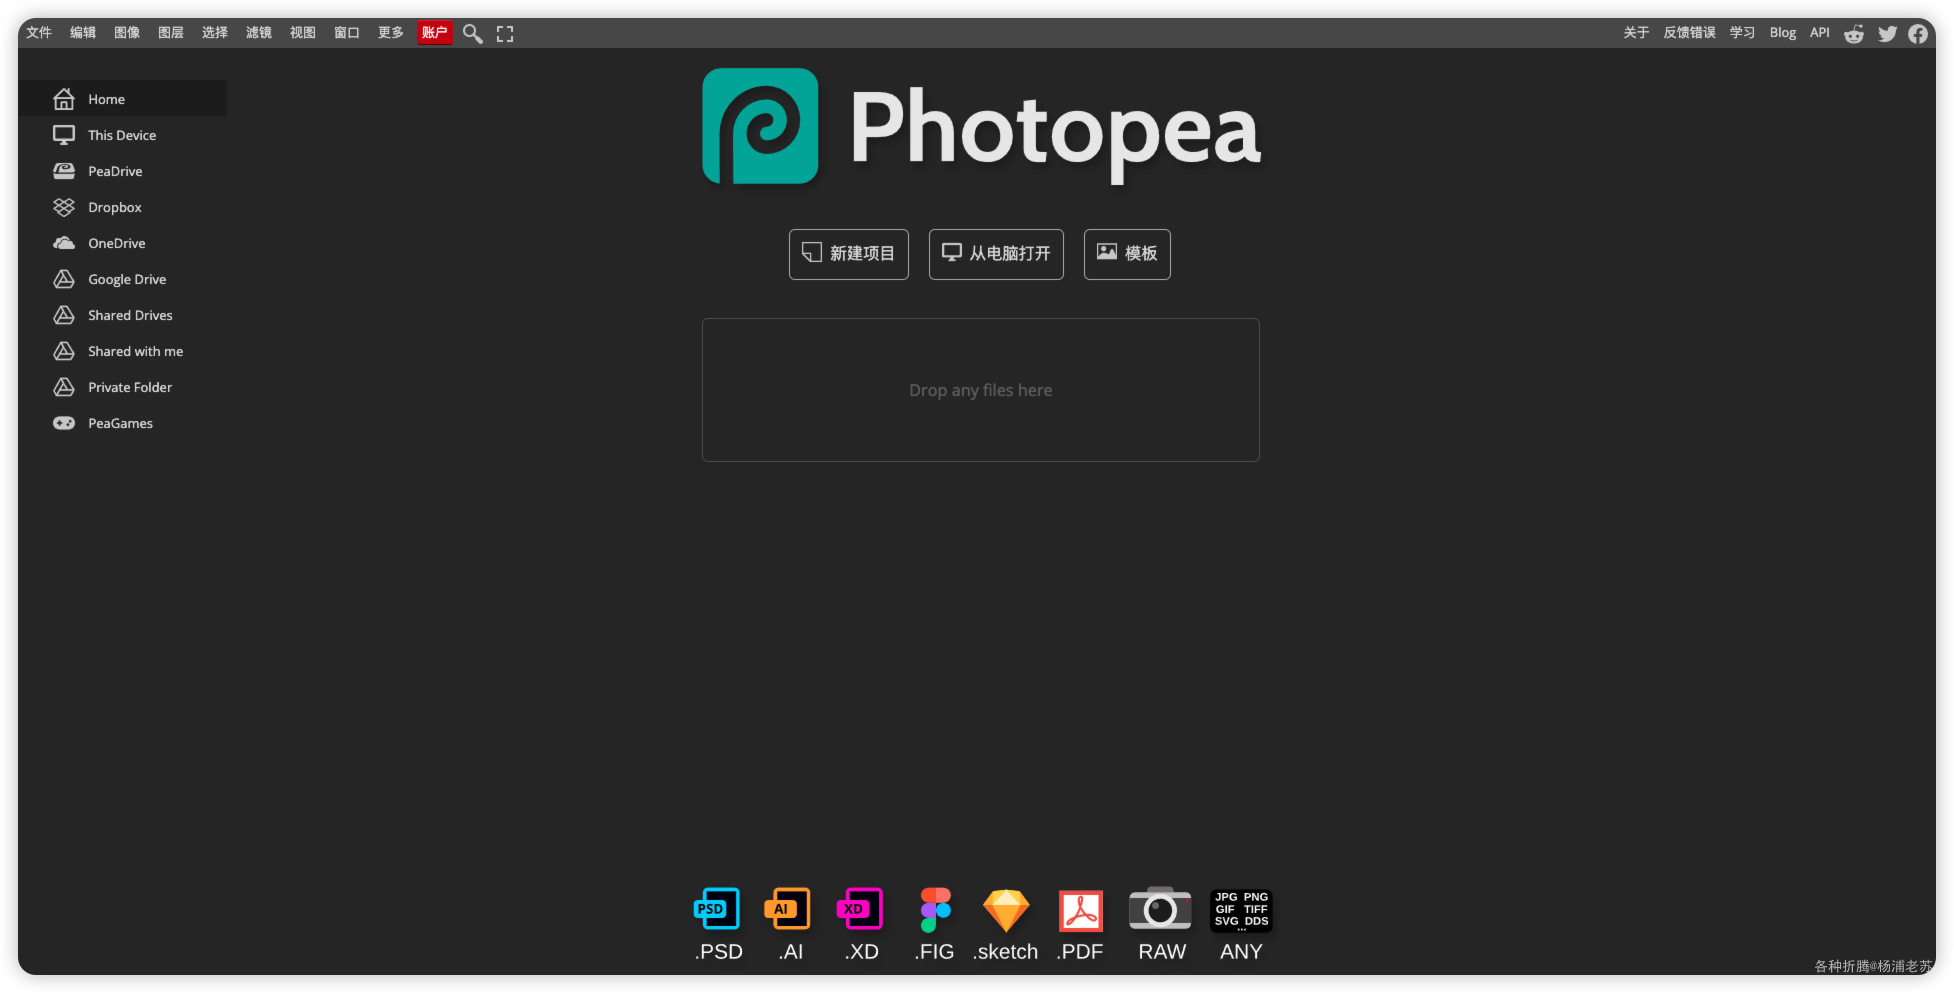 文件 编辑 图像 图层 选择 滤镜 视图 窗口 更多 账户 关于 反馈错误 学习 Blog API
Home
This Device
PeaDrive
Dropbox
OneDrive
Google Drive
Shared Drives
Shared with me
Private Folder
PeaGames
Photopea
新建项目 从电脑打开 模板
Drop any files here
PSD AI XD JPG PNG
GIF TIFF
SVG DDS
...
.PSD .AI .XD .FIG .sketch .PDF RAW ANY
各种折腾@杨浦老苏